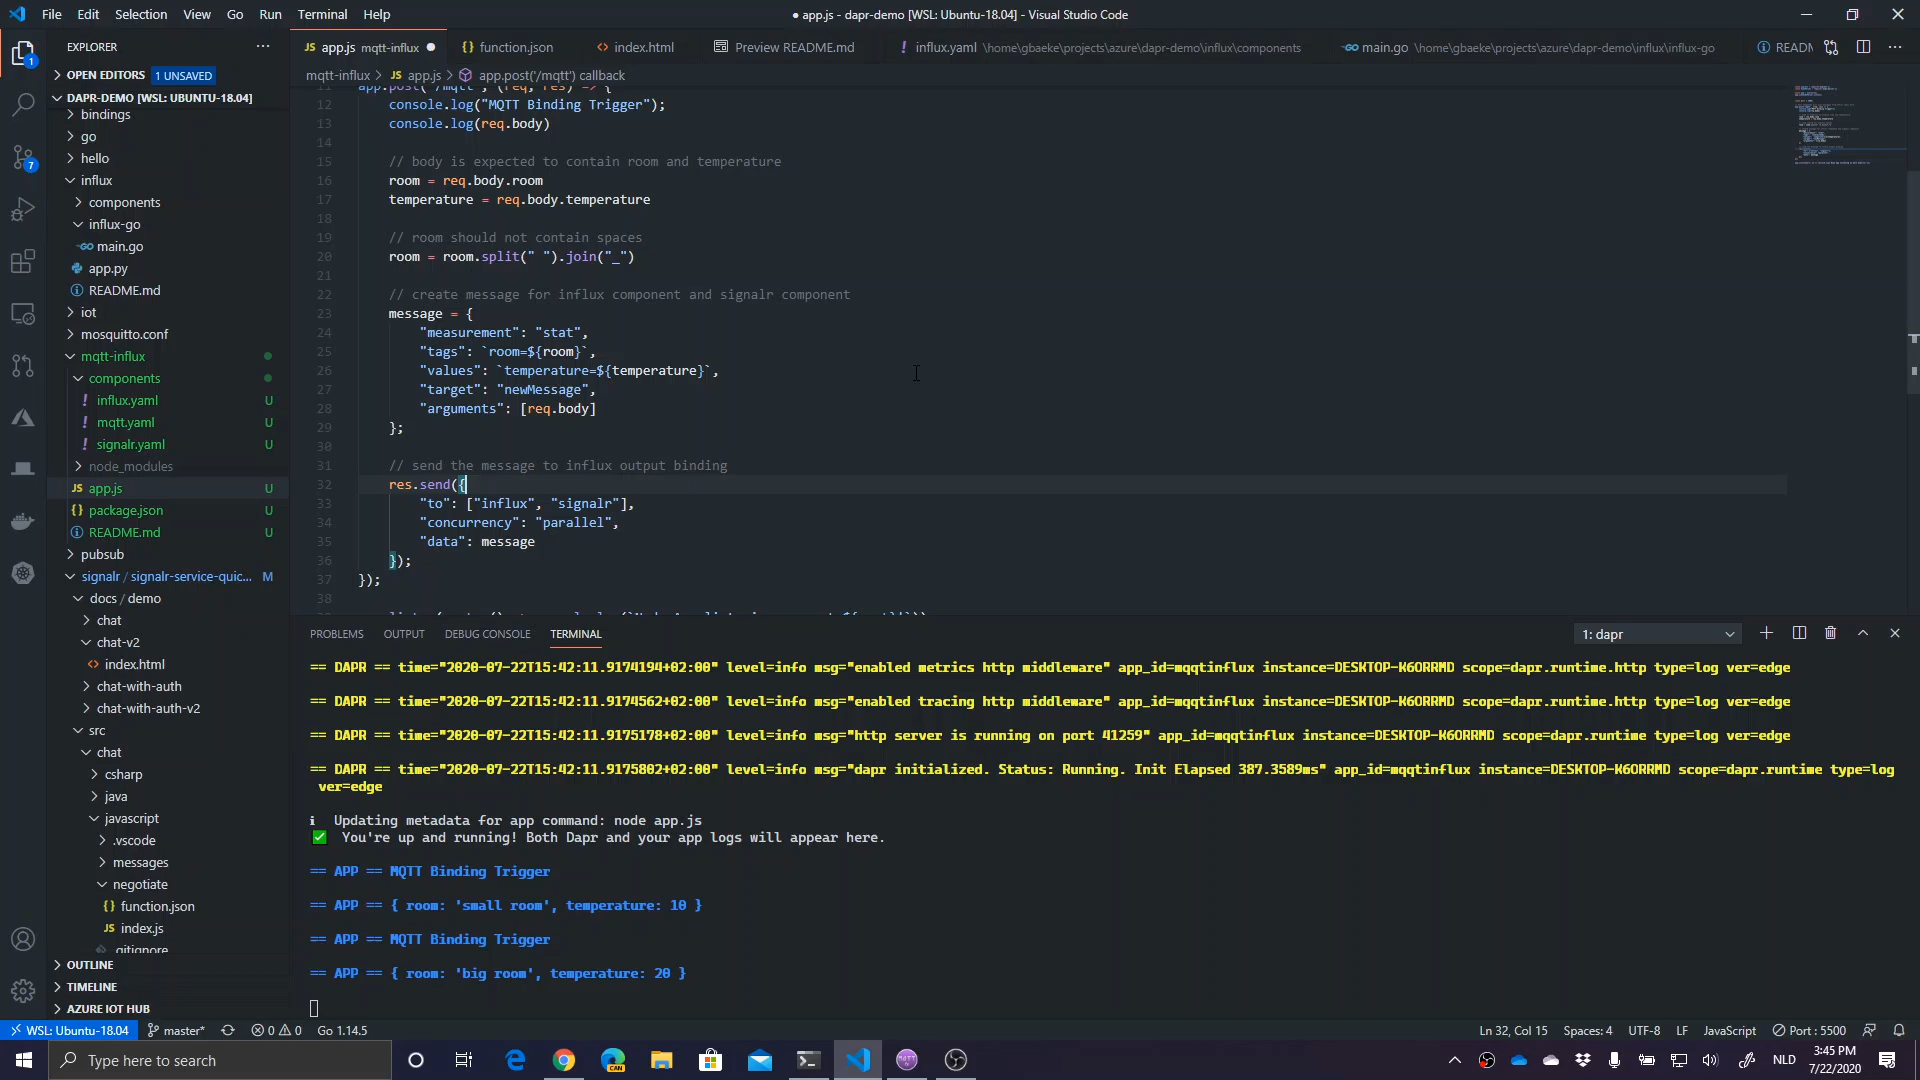 File Edit Selection View Go Run Terminal Help
● app.js - dapr-demo [WSL: Ubuntu-18.04] - Visual Studio Code
EXPLORER ···
OPEN EDITORS 1 UNSAVED
DAPR-DEMO [WSL: UBUNTU-18.04]
bindings
go
hello
influx
components
influx-go
main.go
app.py
README.md
iot
mosquitto.conf
mqtt-influx
components
influx.yaml U
mqtt.yaml U
signalr.yaml U
node_modules
JS app.js U
{} package.json U
README.md U
pubsub
signalr / signalr-service-quic... M
docs / demo
chat
chat-v2
index.html
chat-with-auth
chat-with-auth-v2
src
chat
csharp
java
javascript
.vscode
messages
negotiate
{} function.json
JS index.js
.gitignore
OUTLINE
TIMELINE
AZURE IOT HUB
1
7
JS app.js mqtt-influx ● {} function.json <> index.html Preview README.md ! influx.yaml \home\gbaeke\projects\azure\dapr-demo\influx\components main.go \home\gbaeke\projects\azure\dapr-demo\influx\influx-go READM
mqtt-influx > JS app.js > app.post('/mqtt') callback
11 app.post('/mqtt', (req, res) => {
12 console.log("MQTT Binding Trigger");
13 console.log(req.body)
14
15 // body is expected to contain room and temperature
16 room = req.body.room
17 temperature = req.body.temperature
18
19 // room should not contain spaces
20 room = room.split(" ").join("_")
21
22 // create message for influx component and signalr component
23 message = {
24 "measurement": "stat",
25 "tags": `room=${room}`,
26 "values": `temperature=${temperature}`,
27 "target": "newMessage",
28 "arguments": [req.body]
29 };
30
31 // send the message to influx output binding
32 res.send({
33 "to": ["influx", "signalr"],
34 "concurrency": "parallel",
35 "data": message
36 });
37 });
38
PROBLEMS OUTPUT DEBUG CONSOLE TERMINAL 1: dapr
== DAPR == time="2020-07-22T15:42:11.9174194+02:00" level=info msg="enabled metrics http middleware" app_id=mqqtinflux instance=DESKTOP-K6ORRMD scope=dapr.runtime.http type=log ver=edge
== DAPR == time="2020-07-22T15:42:11.9174562+02:00" level=info msg="enabled tracing http middleware" app_id=mqqtinflux instance=DESKTOP-K6ORRMD scope=dapr.runtime.http type=log ver=edge
== DAPR == time="2020-07-22T15:42:11.9175178+02:00" level=info msg="http server is running on port 41259" app_id=mqqtinflux instance=DESKTOP-K6ORRMD scope=dapr.runtime type=log ver=edge
== DAPR == time="2020-07-22T15:42:11.9175802+02:00" level=info msg="dapr initialized. Status: Running. Init Elapsed 387.3589ms" app_id=mqqtinflux instance=DESKTOP-K6ORRMD scope=dapr.runtime type=log
ver=edge
ℹ Updating metadata for app command: node app.js
✅ You're up and running! Both Dapr and your app logs will appear here.
== APP == MQTT Binding Trigger
== APP == { room: 'small room', temperature: 10 }
== APP == MQTT Binding Trigger
== APP == { room: 'big room', temperature: 20 }
WSL: Ubuntu-18.04 master* 0 0 Go 1.14.5 Ln 32, Col 15 Spaces: 4 UTF-8 LF JavaScript Port : 5500
Type here to search
NLD
3:45 PM
7/22/2020